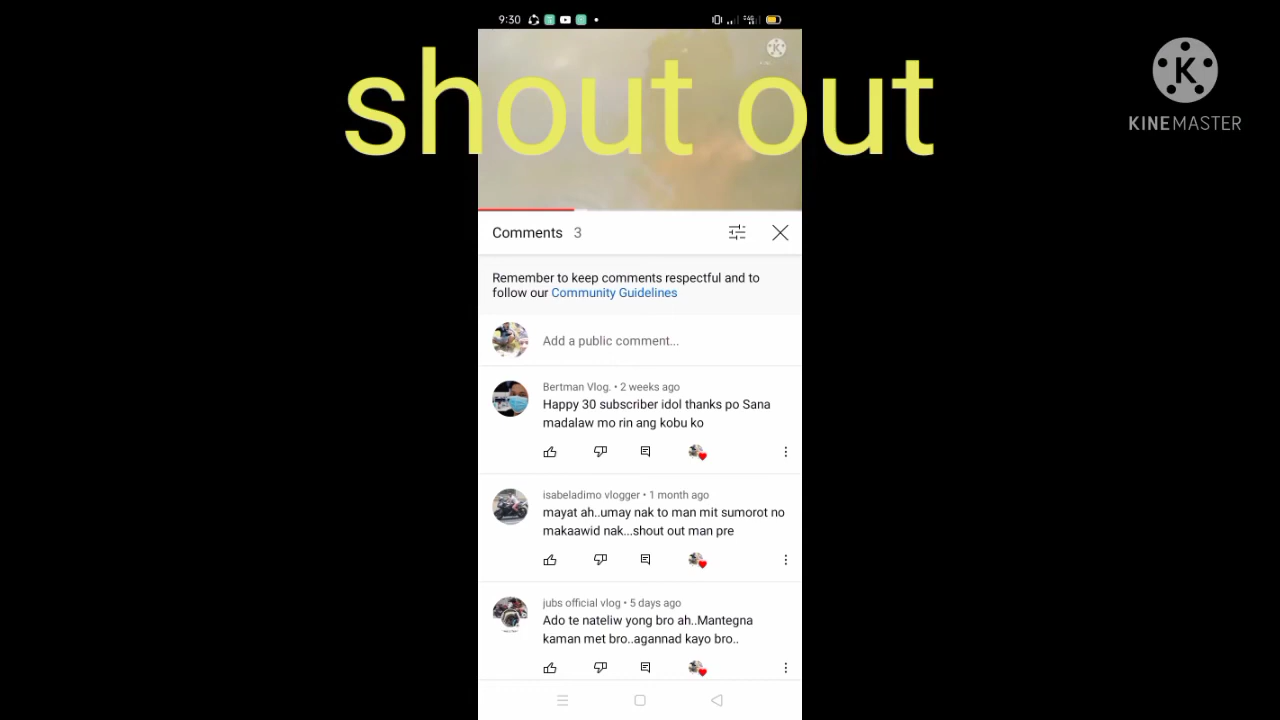 9:30
shout out
KINEMASTER
Comments 3
Remember to keep comments respectful and to
follow our Community Guidelines
Add a public comment...
Bertman Vlog. • 2 weeks ago
Happy 30 subscriber idol thanks po Sana
madalaw mo rin ang kobu ko
isabeladimo vlogger • 1 month ago
mayat ah..umay nak to man mit sumorot no
makaawid nak...shout out man pre
jubs official vlog • 5 days ago
Ado te nateliw yong bro ah..Mantegna
kaman met bro..agannad kayo bro..